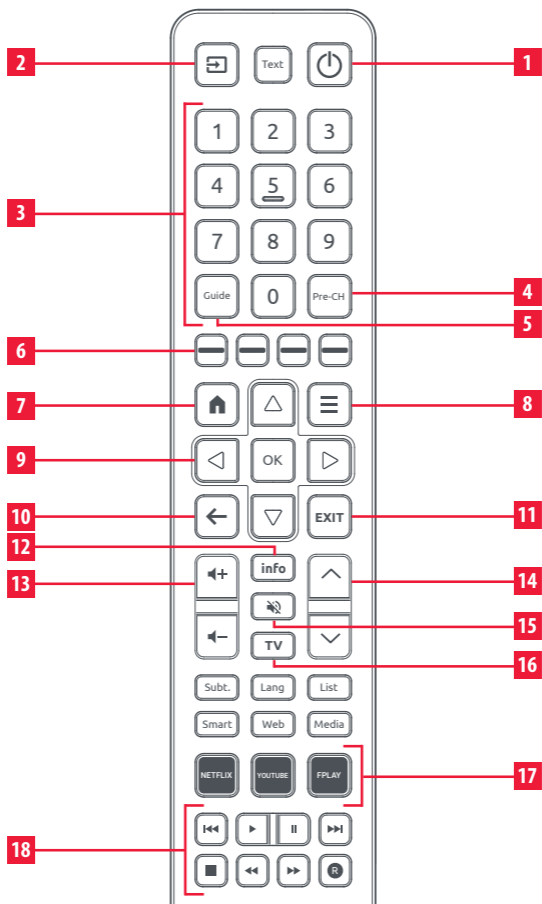 2 Text 1
1 2 3
4 5 6
3
7 8 9
Guide 0 Pre-CH 4
5
6
7 8
9 OK
10 EXIT 11
12 info
13 14
15
TV
16
Subt. Lang List
Smart Web Media
NETFLIX YOUTUBE FPLAY 17
18
R